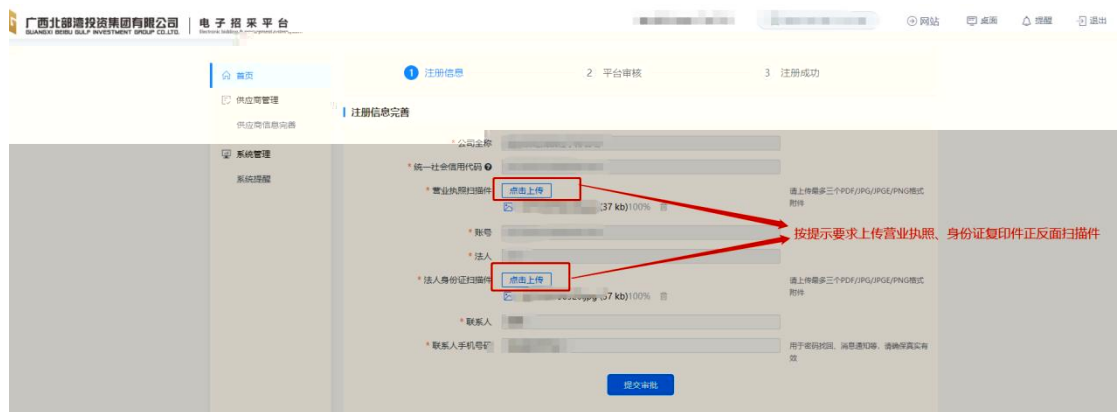 广西北部湾投资集团有限公司 电子招采平台
GUANGXI BEIBU GULF INVESTMENT GROUP CO.,LTD.
网站 桌面 提醒 退出
首页
供应商管理
供应商信息完善
系统管理
系统提醒
1 注册信息 2 平台审核 3 注册成功
注册信息完善
* 公司全称
* 统一社会信用代码
* 营业执照扫描件 点击上传 请上传最多三个PDF/JPG/JPGE/PNG格式
附件
(37 kb)100%
* 账号
按提示要求上传营业执照、身份证复印件正反面扫描件
* 法人
* 法人身份证扫描件 点击上传 请上传最多三个PDF/JPG/JPGE/PNG格式
附件
37 kb)100%
* 联系人
* 联系人手机号码 用于密码找回、消息通知等，请确保真实有
效
提交审批